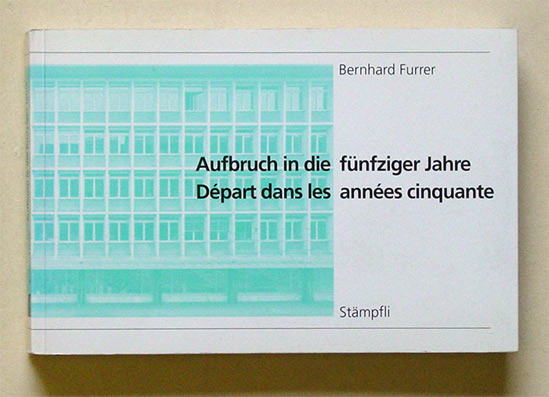 Bernhard Furrer
Aufbruch in die fünfziger Jahre
Départ dans les années cinquante
Stämpfli